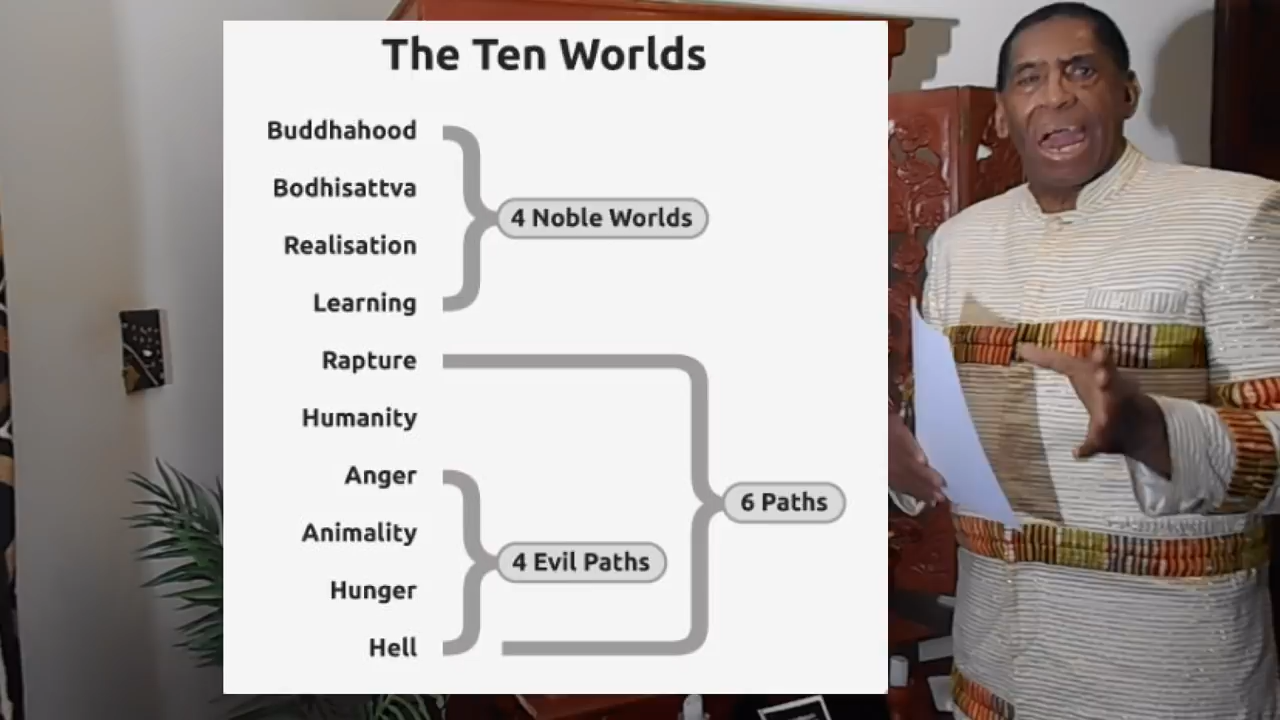 The Ten Worlds
Buddhahood
Bodhisattva
4 Noble Worlds
Realisation
Learning
Rapture
Humanity
Anger
6 Paths
Animality
4 Evil Paths
Hunger
Hell